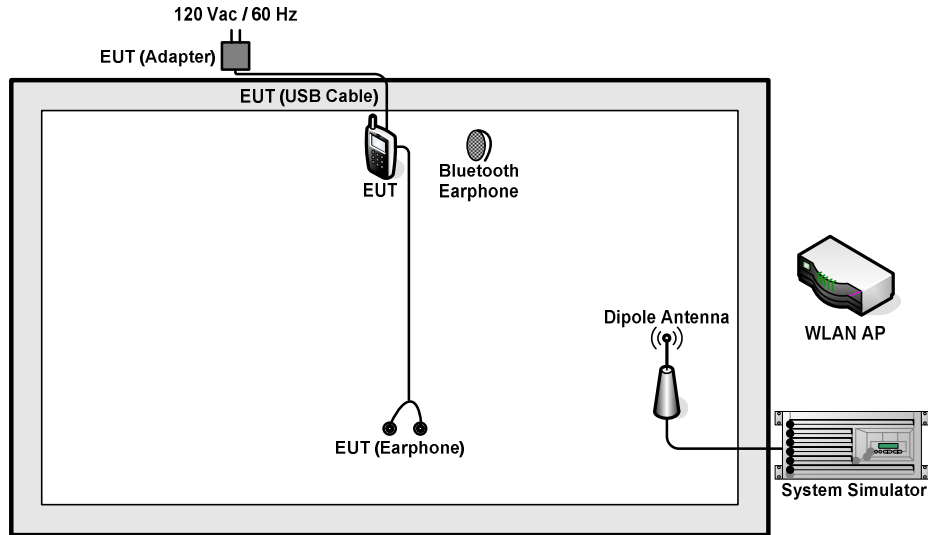 120 Vac / 60 Hz
EUT (Adapter)
EUT (USB Cable)
EUT
Bluetooth
Earphone
Dipole Antenna
WLAN AP
EUT (Earphone)
System Simulator